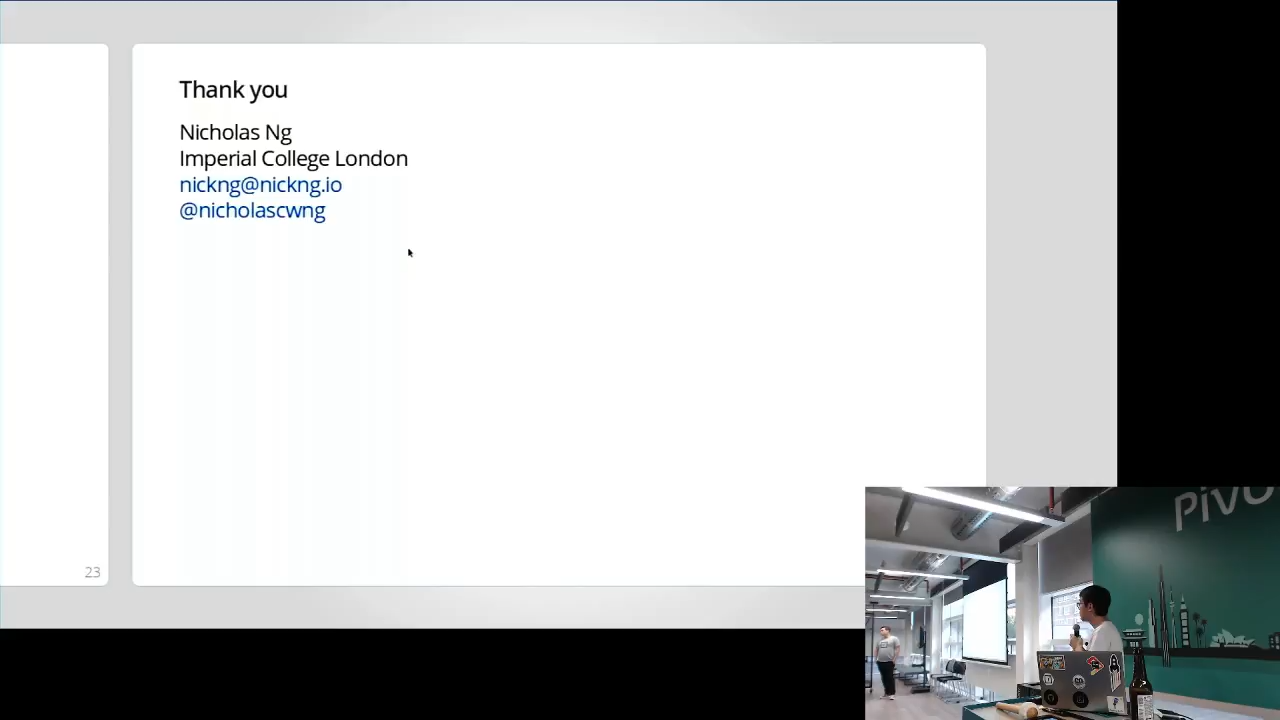 Thank you
Nicholas Ng
Imperial College London
nickng@nickng.io
@nicholascwng
23